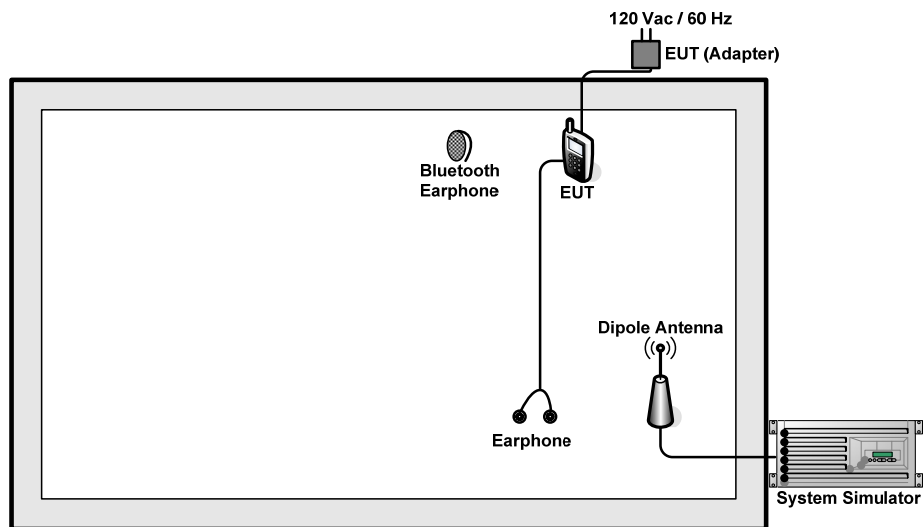 120 Vac / 60 Hz
EUT (Adapter)
Bluetooth
Earphone
EUT
Dipole Antenna
Earphone
System Simulator